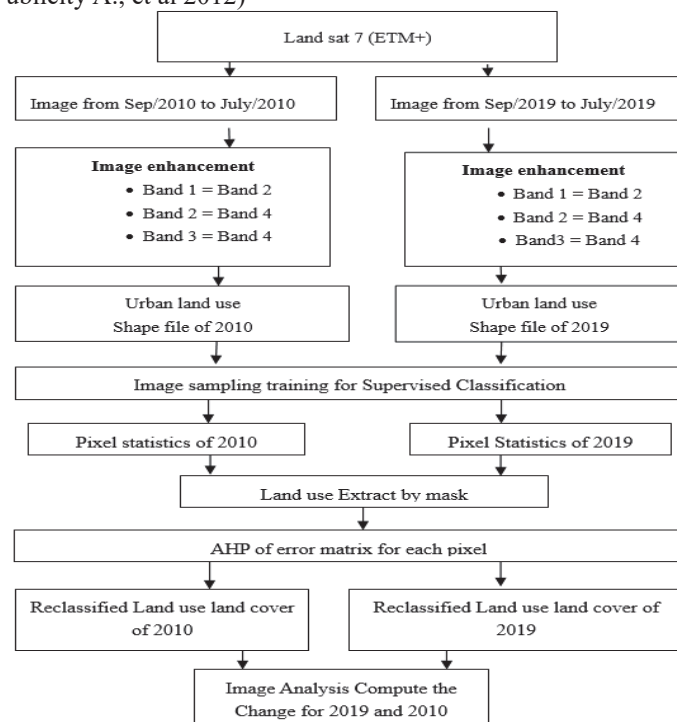 A., et al 2012)
Land sat 7 (ETM+)
Image from Sep/2010 to July/2010
Image from Sep/2019 to July/2019
Image enhancement
• Band 1 = Band 2
• Band 2 = Band 4
• Band 3 = Band 4
Image enhancement
• Band 1 = Band 2
• Band 2 = Band 4
• Band3 = Band 4
Urban land use
Shape file of 2010
Urban land use
Shape file of 2019
Image sampling training for Supervised Classification
Pixel statistics of 2010
Pixel Statistics of 2019
Land use Extract by mask
AHP of error matrix for each pixel
Reclassified Land use land cover
of 2010
Reclassified Land use land cover of
2019
Image Analysis Compute the
Change for 2019 and 2010